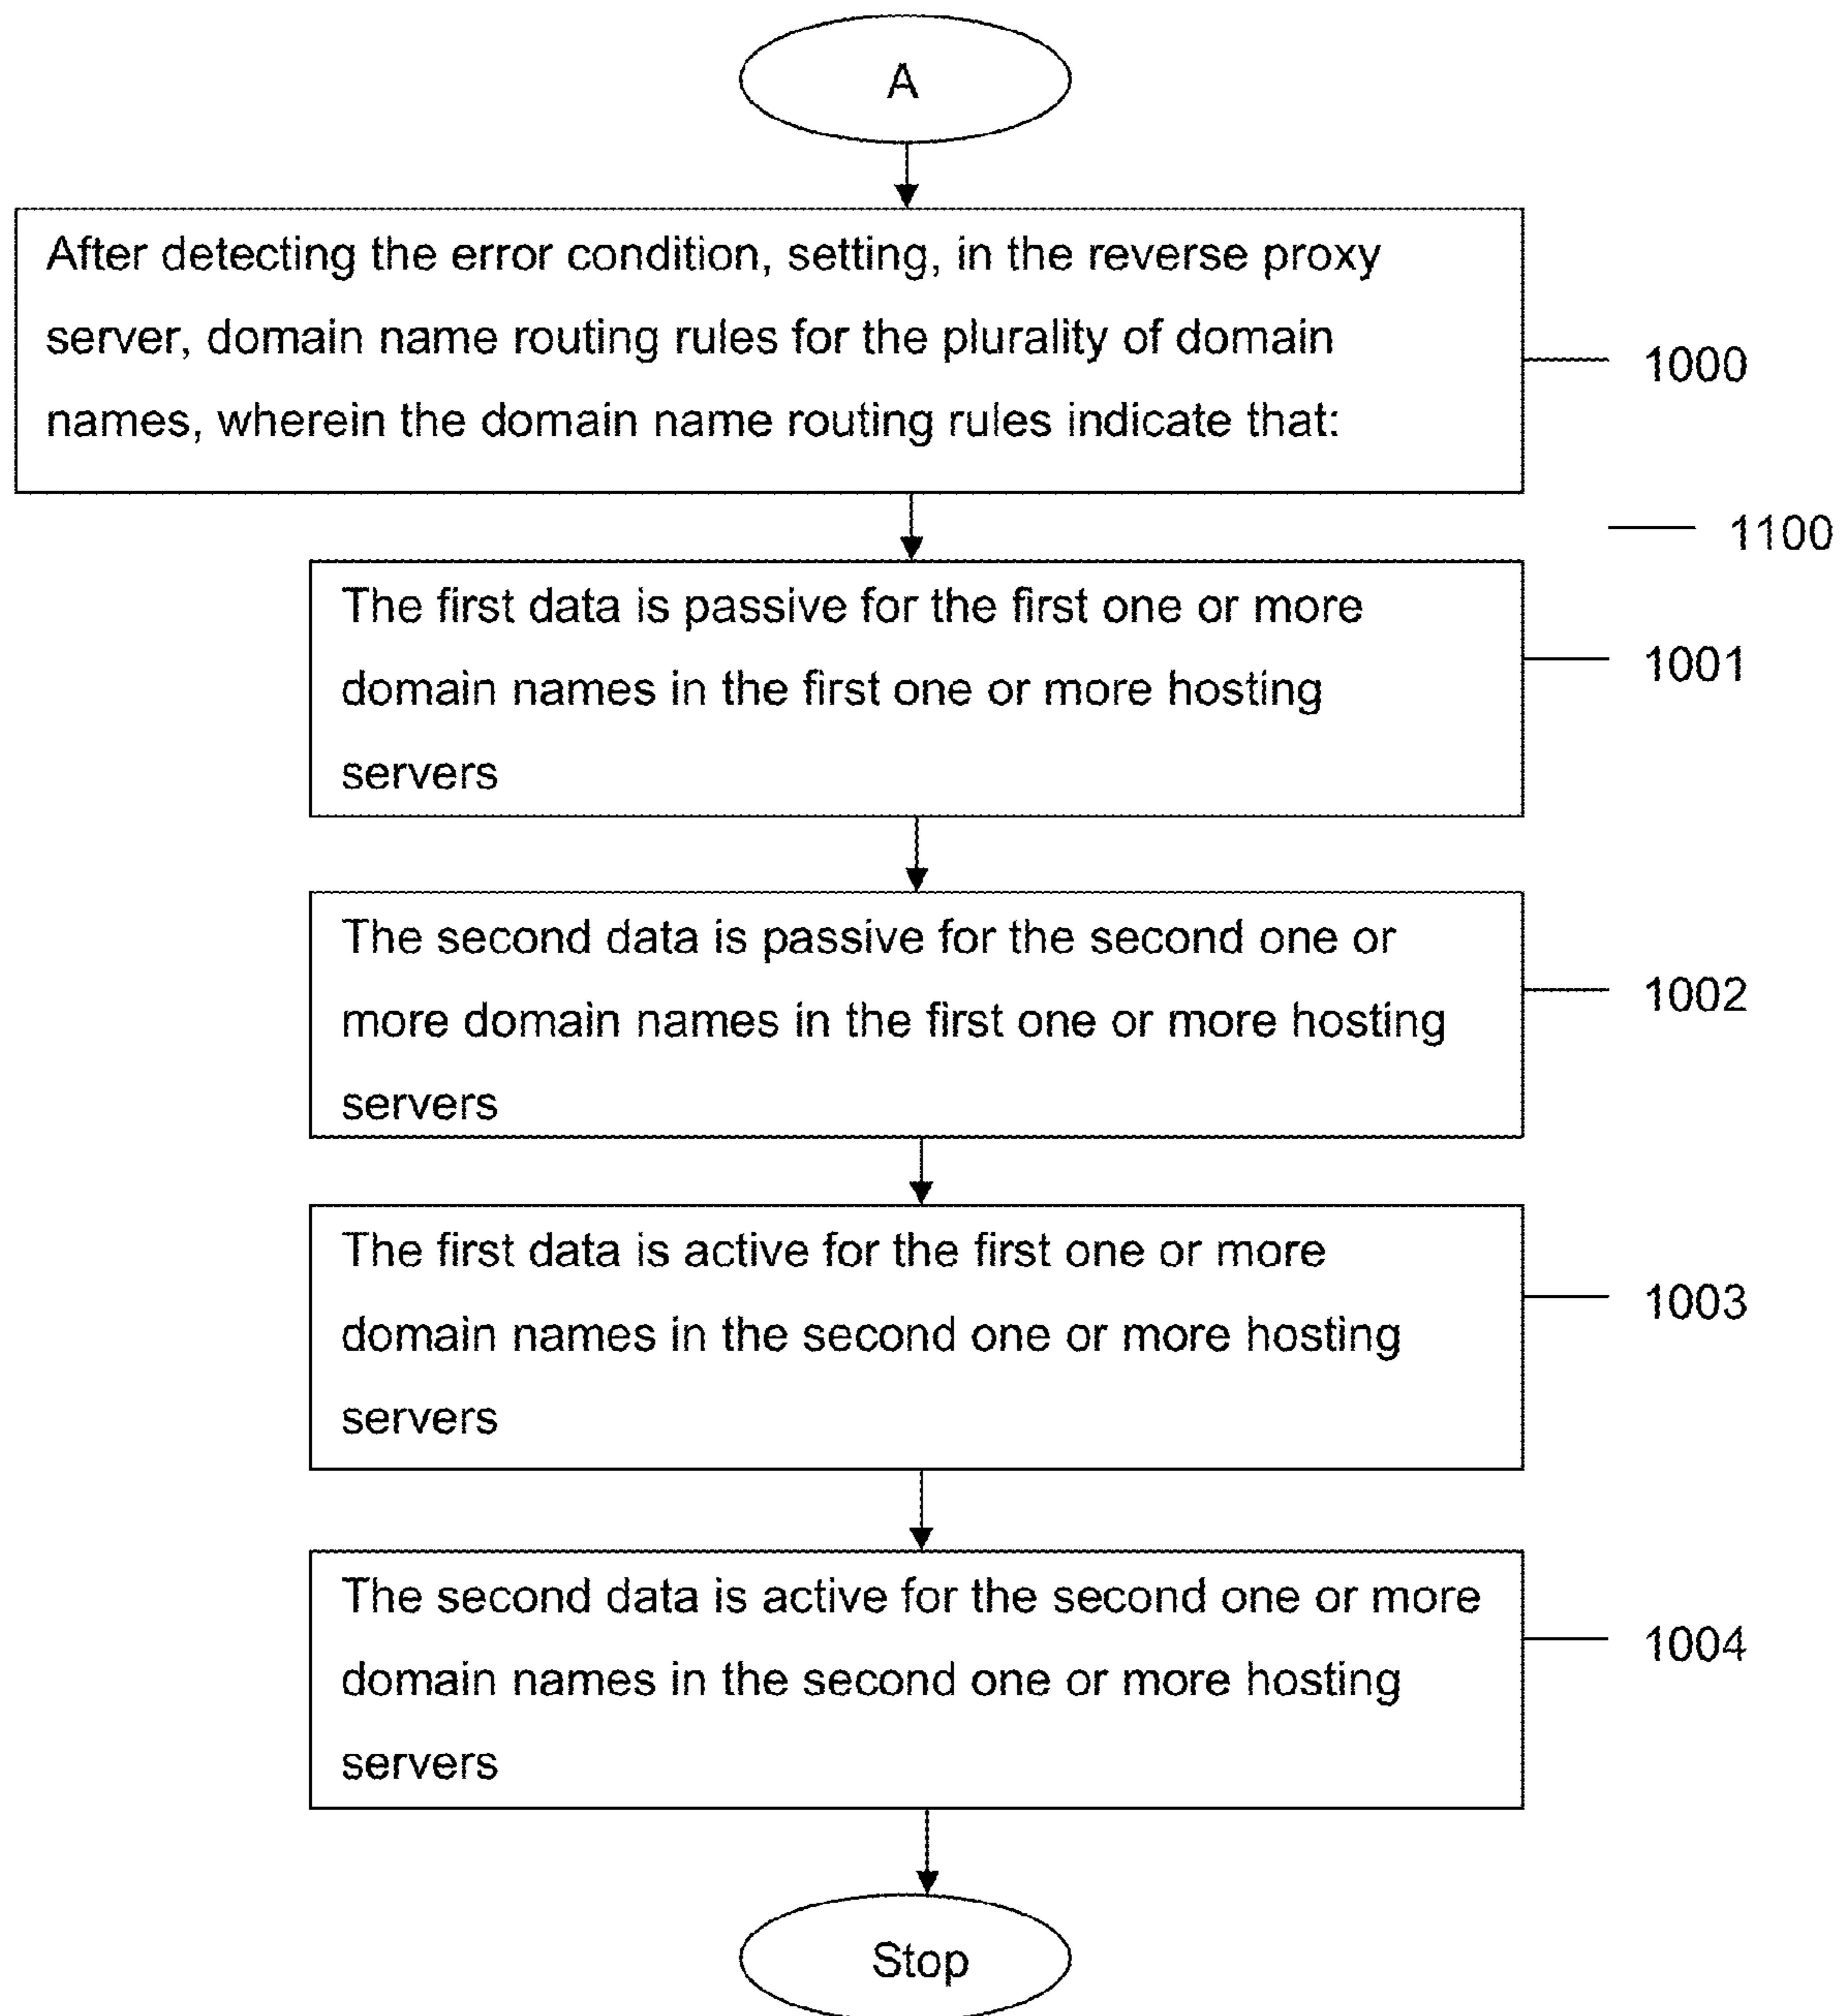 A
After detecting the error condition, setting, in the reverse proxy
server, domain name routing rules for the plurality of domain
names, wherein the domain name routing rules indicate that:
1000
1100
The first data is passive for the first one or more
domain names in the first one or more hosting
servers
1001
The second data is passive for the second one or
more domain names in the first one or more hosting
servers
1002
The first data is active for the first one or more
domain names in the second one or more hosting
servers
1003
The second data is active for the second one or more
domain names in the second one or more hosting
servers
1004
Stop